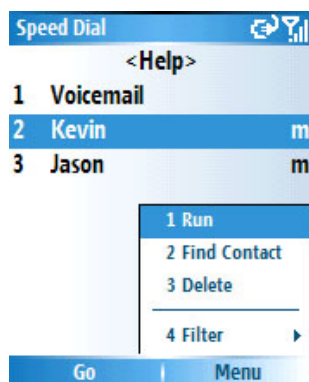 Speed Dial
<Help>
1 Voicemail
2 Kevin m
3 Jason m
1 Run
2 Find Contact
3 Delete
4 Filter
Go Menu